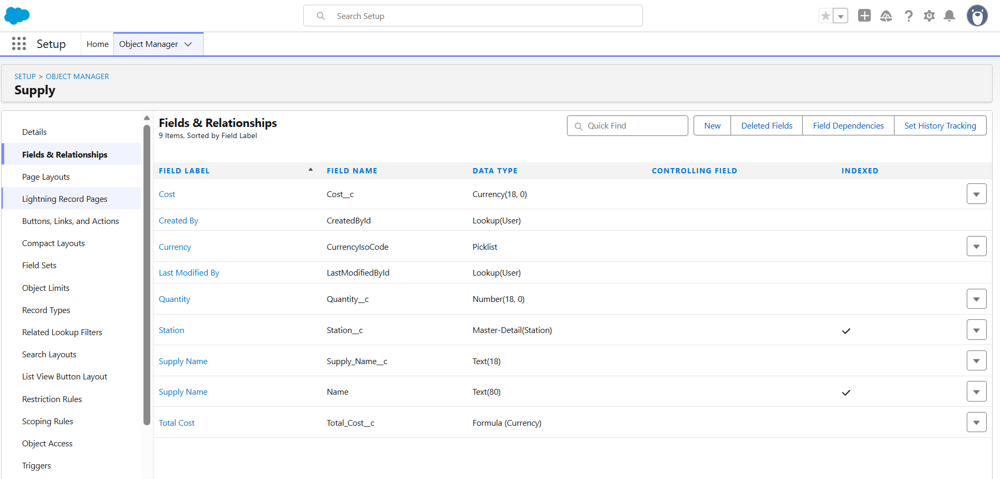 Search Setup
Setup
Home
Object Manager
SETUP > OBJECT MANAGER
Supply
Details
Fields & Relationships
Page Layouts
Lightning Record Pages
Buttons, Links, and Actions
Compact Layouts
Field Sets
Object Limits
Record Types
Related Lookup Filters
Search Layouts
List View Button Layout
Restriction Rules
Scoping Rules
Object Access
Triggers
Fields & Relationships
9 Items, Sorted by Field Label
Quick Find
New
Deleted Fields
Field Dependencies
Set History Tracking
FIELD LABEL FIELD NAME DATA TYPE CONTROLLING FIELD INDEXED
Cost Cost__c Currency(18, 0)
Created By CreatedById Lookup(User)
Currency CurrencyIsoCode Picklist
Last Modified By LastModifiedById Lookup(User)
Quantity Quantity__c Number(18, 0)
Station Station__c Master-Detail(Station)
Supply Name Supply_Name__c Text(18)
Supply Name Name Text(80)
Total Cost Total_Cost__c Formula (Currency)